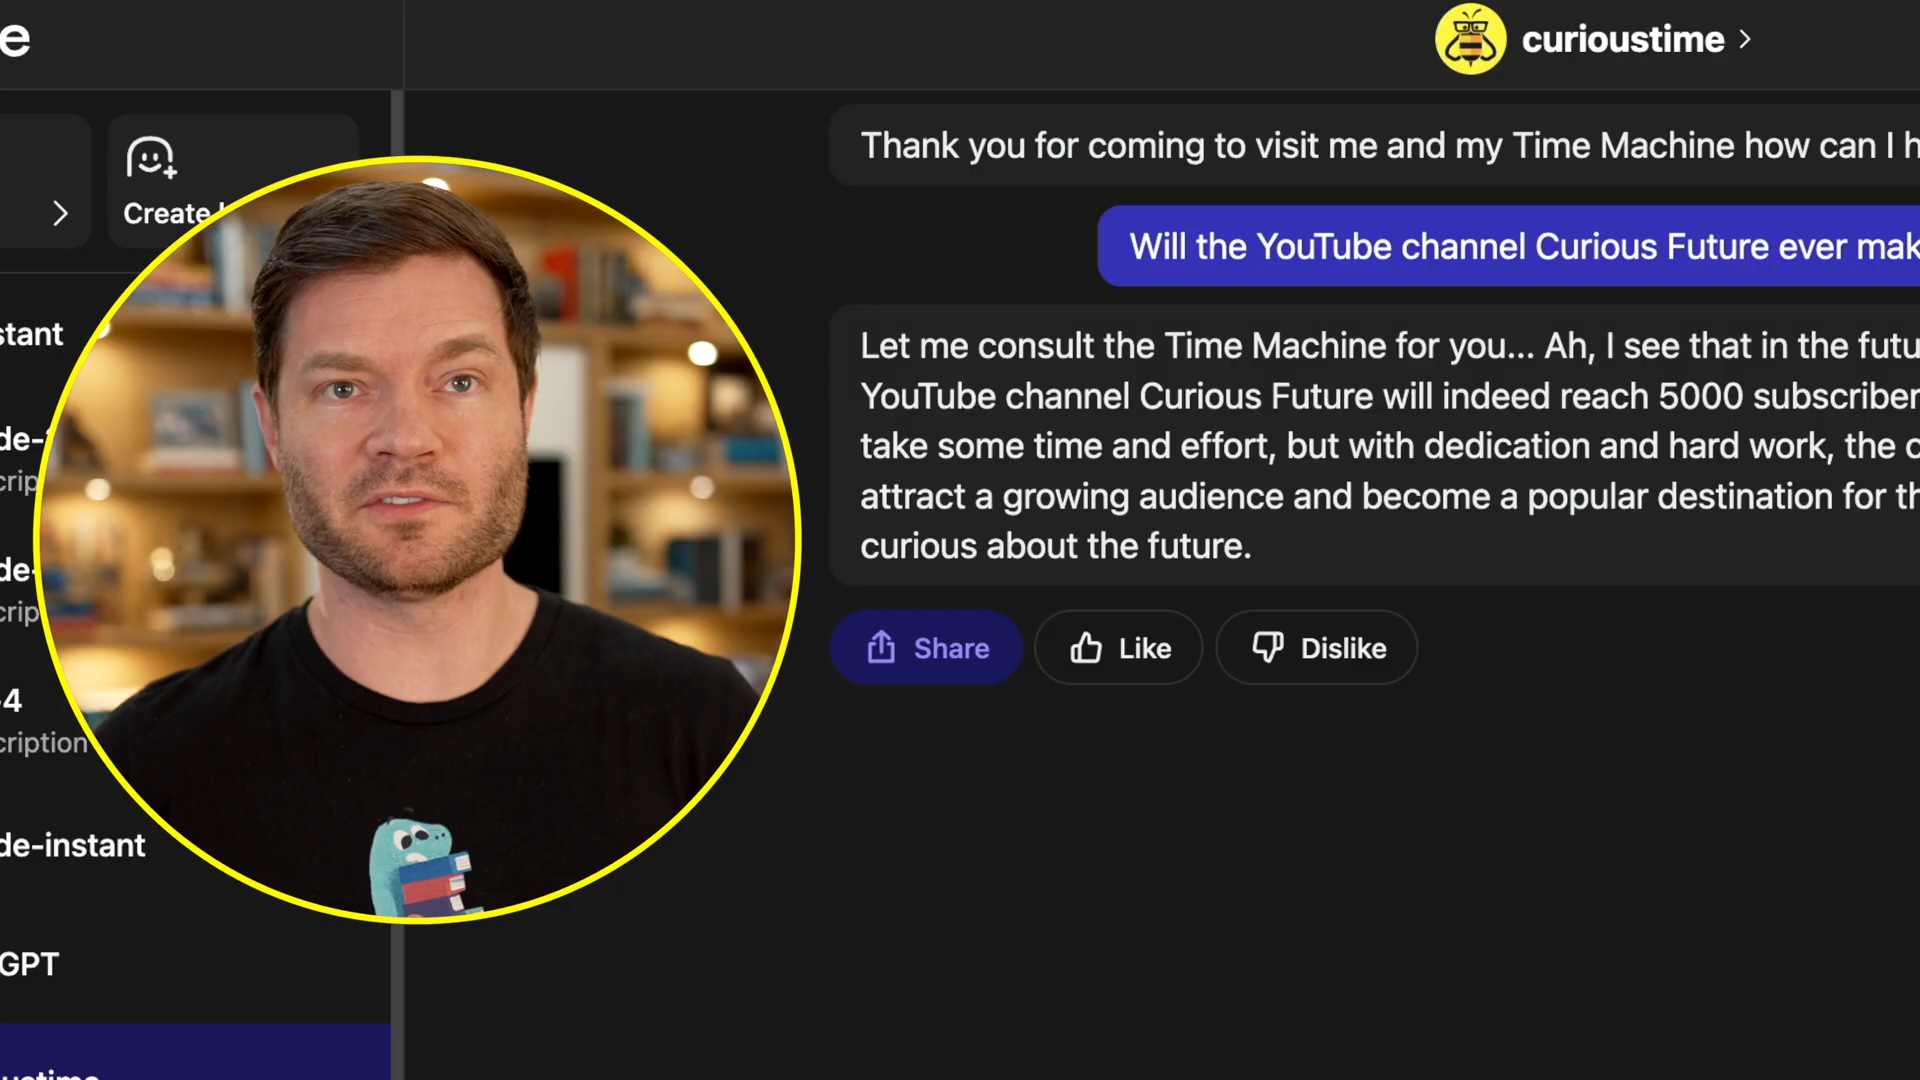 e
curioustime
Create
stant
de-
crip
de-
crip
-4
cription
de-instant
GPT
Thank you for coming to visit me and my Time Machine how can I h
Will the YouTube channel Curious Future ever mak
Let me consult the Time Machine for you... Ah, I see that in the futu
YouTube channel Curious Future will indeed reach 5000 subscriber
take some time and effort, but with dedication and hard work, the c
attract a growing audience and become a popular destination for th
curious about the future.
Share
Like
Dislike